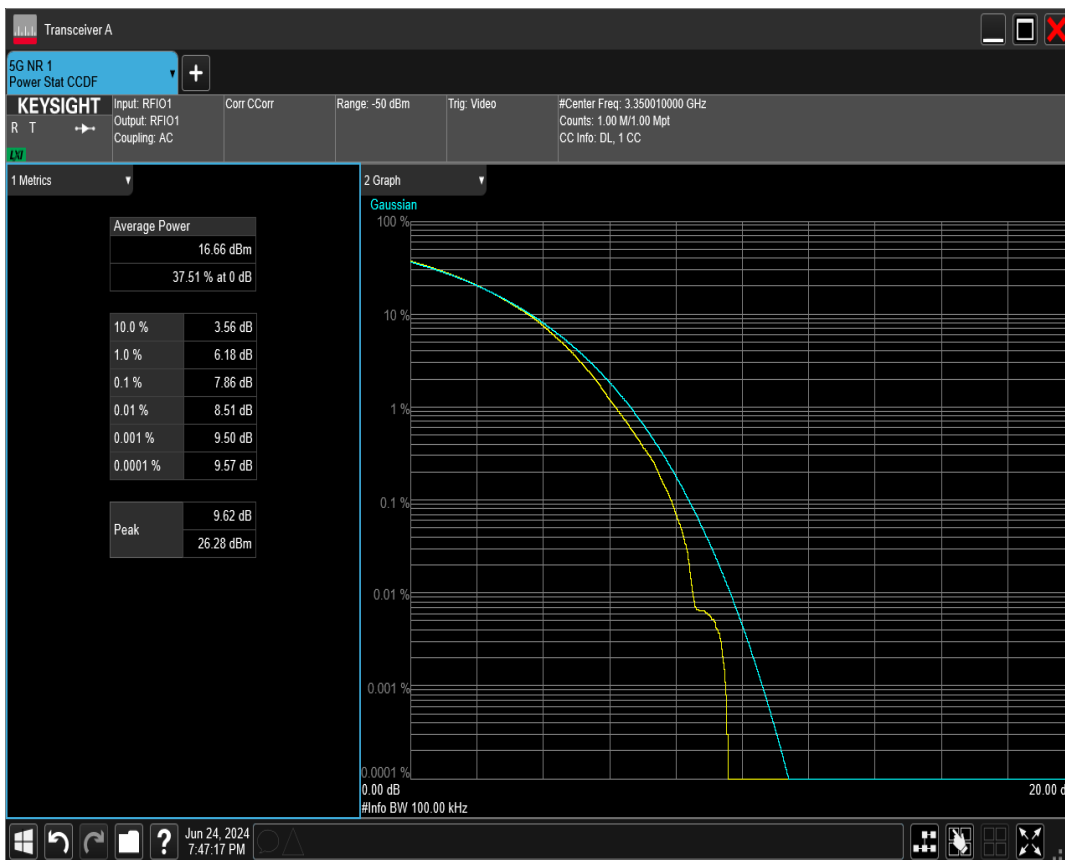 Transceiver A
5G NR 1
Power Stat CCDF
KEYSIGHT
R T
LXI
Input: RFIO1
Output: RFIO1
Coupling: AC
Corr CCorr
Range: -50 dBm
Trig: Video
#Center Freq: 3.350010000 GHz
Counts: 1.00 M/1.00 Mpt
CC Info: DL, 1 CC
1 Metrics
Average Power
16.66 dBm
37.51 % at 0 dB
10.0 % 3.56 dB
1.0 % 6.18 dB
0.1 % 7.86 dB
0.01 % 8.51 dB
0.001 % 9.50 dB
0.0001 % 9.57 dB
Peak
9.62 dB
26.28 dBm
2 Graph
Gaussian
100 %
10 %
1 %
0.1 %
0.01 %
0.001 %
0.0001 %
0.00 dB
20.00 d
#Info BW 100.00 kHz
?
Jun 24, 2024
7:47:17 PM